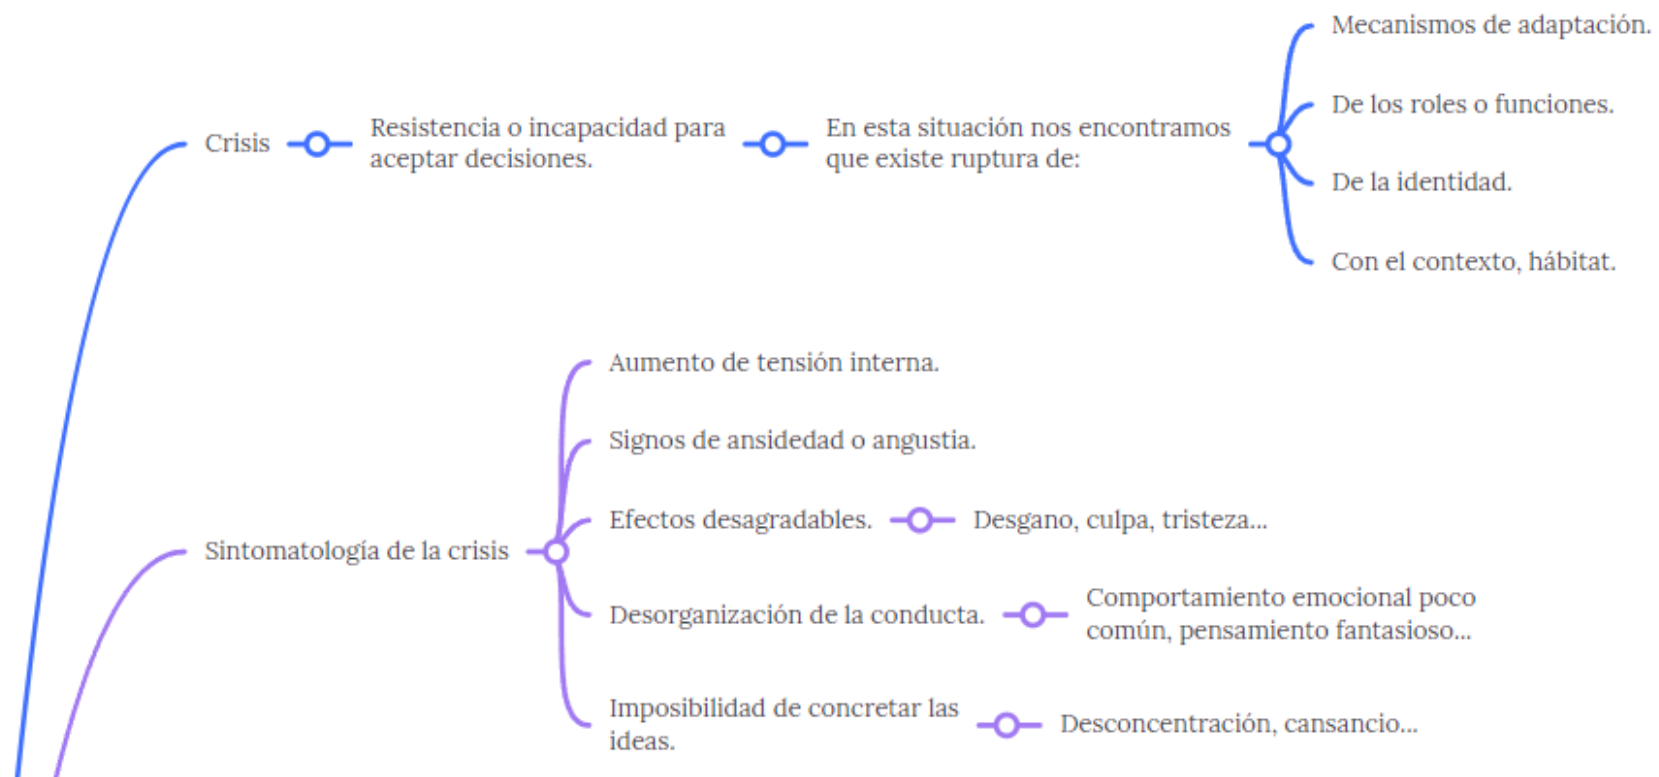 Crisis
Resistencia o incapacidad para
aceptar decisiones.
En esta situación nos encontramos
que existe ruptura de:
Mecanismos de adaptación.
De los roles o funciones.
De la identidad.
Con el contexto, hábitat.
Sintomatología de la crisis
Aumento de tensión interna.
Signos de ansidedad o angustia.
Efectos desagradables.
Desgano, culpa, tristeza...
Desorganización de la conducta.
Comportamiento emocional poco
común, pensamiento fantasioso...
Imposibilidad de concretar las
ideas.
Desconcentración, cansancio...